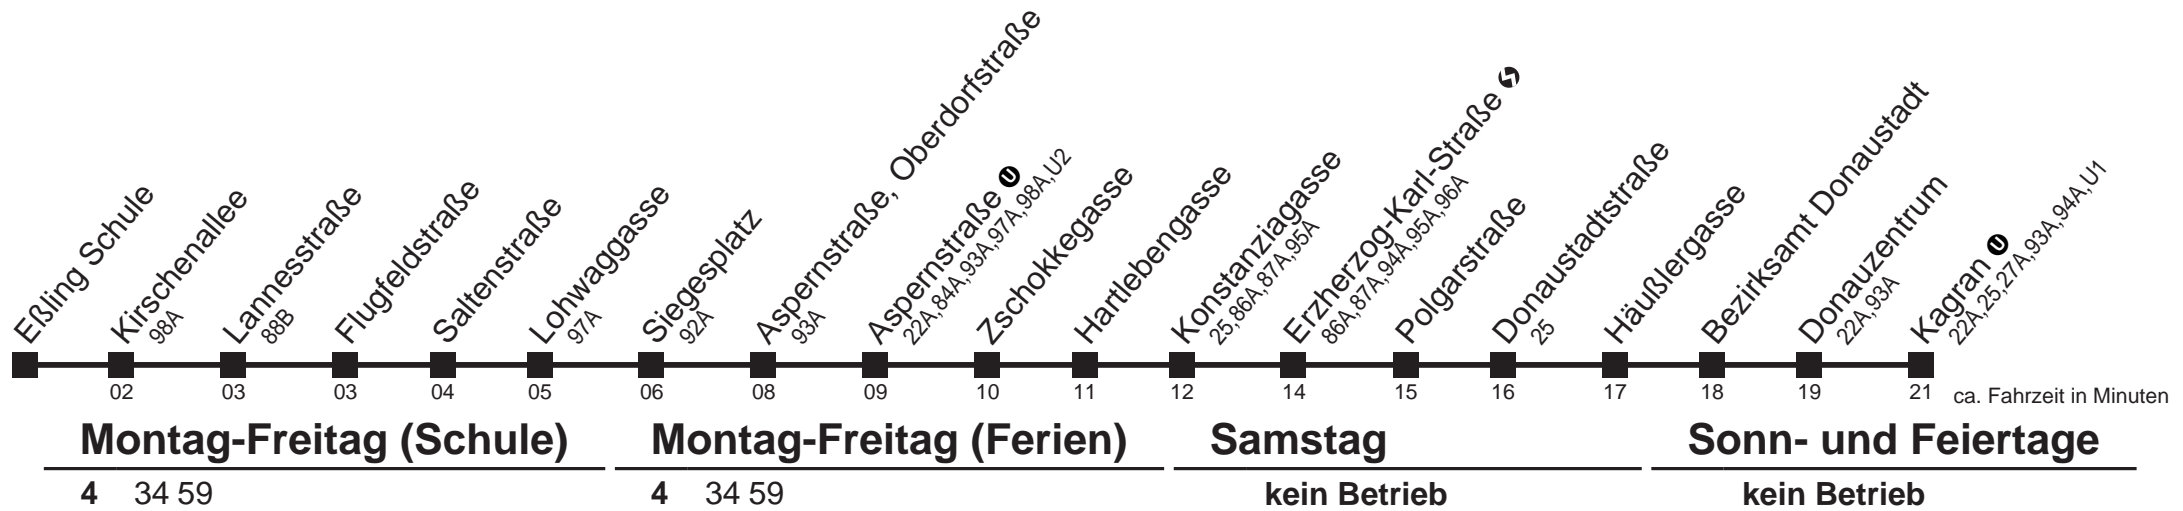 Eßling Schule
Kirschenallee
98A
Lannesstraße
88B
Flugfeldstraße
Saltenstraße
Lohwaggasse
97A
Siegesplatz
92A
Aspernstraße, Oberdorfstraße
93A
Aspernstraße U
22A,84A,93A,97A,98A,U2
Zschokkegasse
Hartlebengasse
Konstanziagasse
25,86A,87A,95A
Erzherzog-Karl-Straße
86A,87A,94A,95A,96A
Polgarstraße
Donaustadtstraße
25
Häußlergasse
Bezirksamt Donaustadt
Donauzentrum
22A,93A
Kagran U
22A,25,27A,93A,94A,U1
02 03 03 04 05 06 08 09 10 11 12 14 15 16 17 18 19 21 ca. Fahrzeit in Minuten
Montag-Freitag (Schule) Montag-Freitag (Ferien) Samstag Sonn- und Feiertage
4 34 59 4 34 59 kein Betrieb kein Betrieb